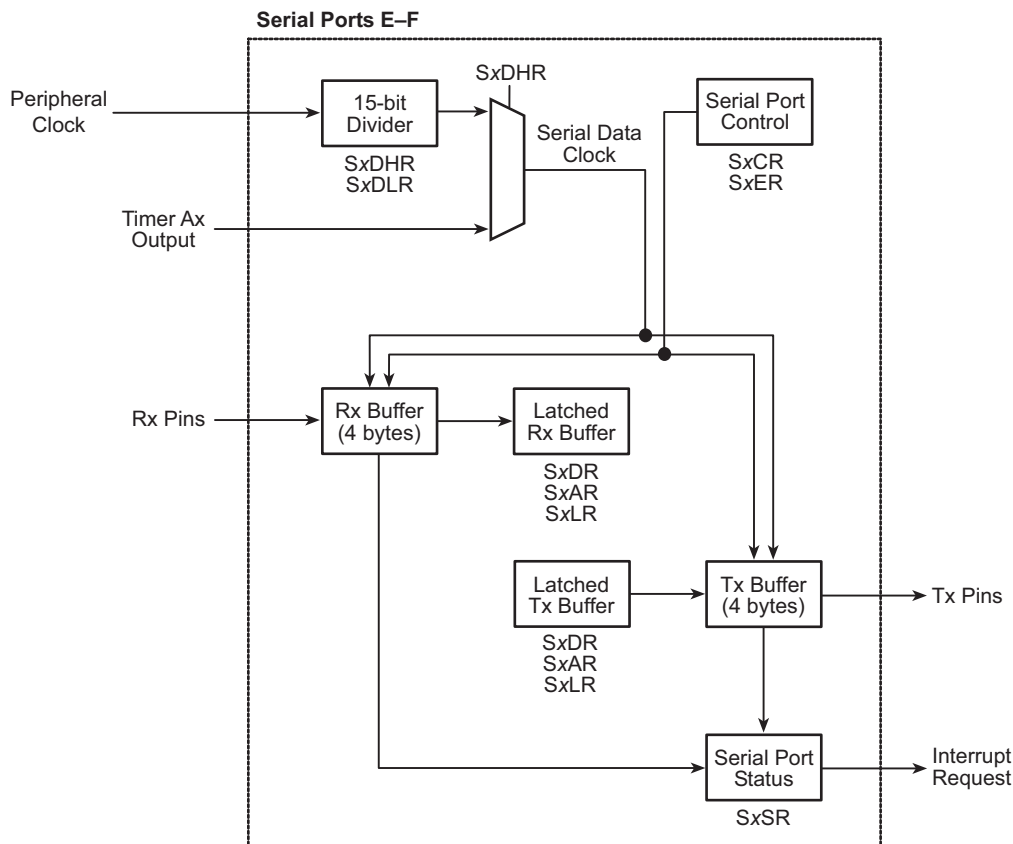 Serial Ports E–F
Peripheral
Clock
15-bit
Divider
SxDHR
SxDLR
SxDHR
Serial Data
Clock
Serial Port
Control
SxCR
SxER
Timer Ax
Output
Rx Pins
Rx Buffer
(4 bytes)
Latched
Rx Buffer
SxDR
SxAR
SxLR
Latched
Tx Buffer
SxDR
SxAR
SxLR
Tx Buffer
(4 bytes)
Tx Pins
Serial Port
Status
SxSR
Interrupt
Request